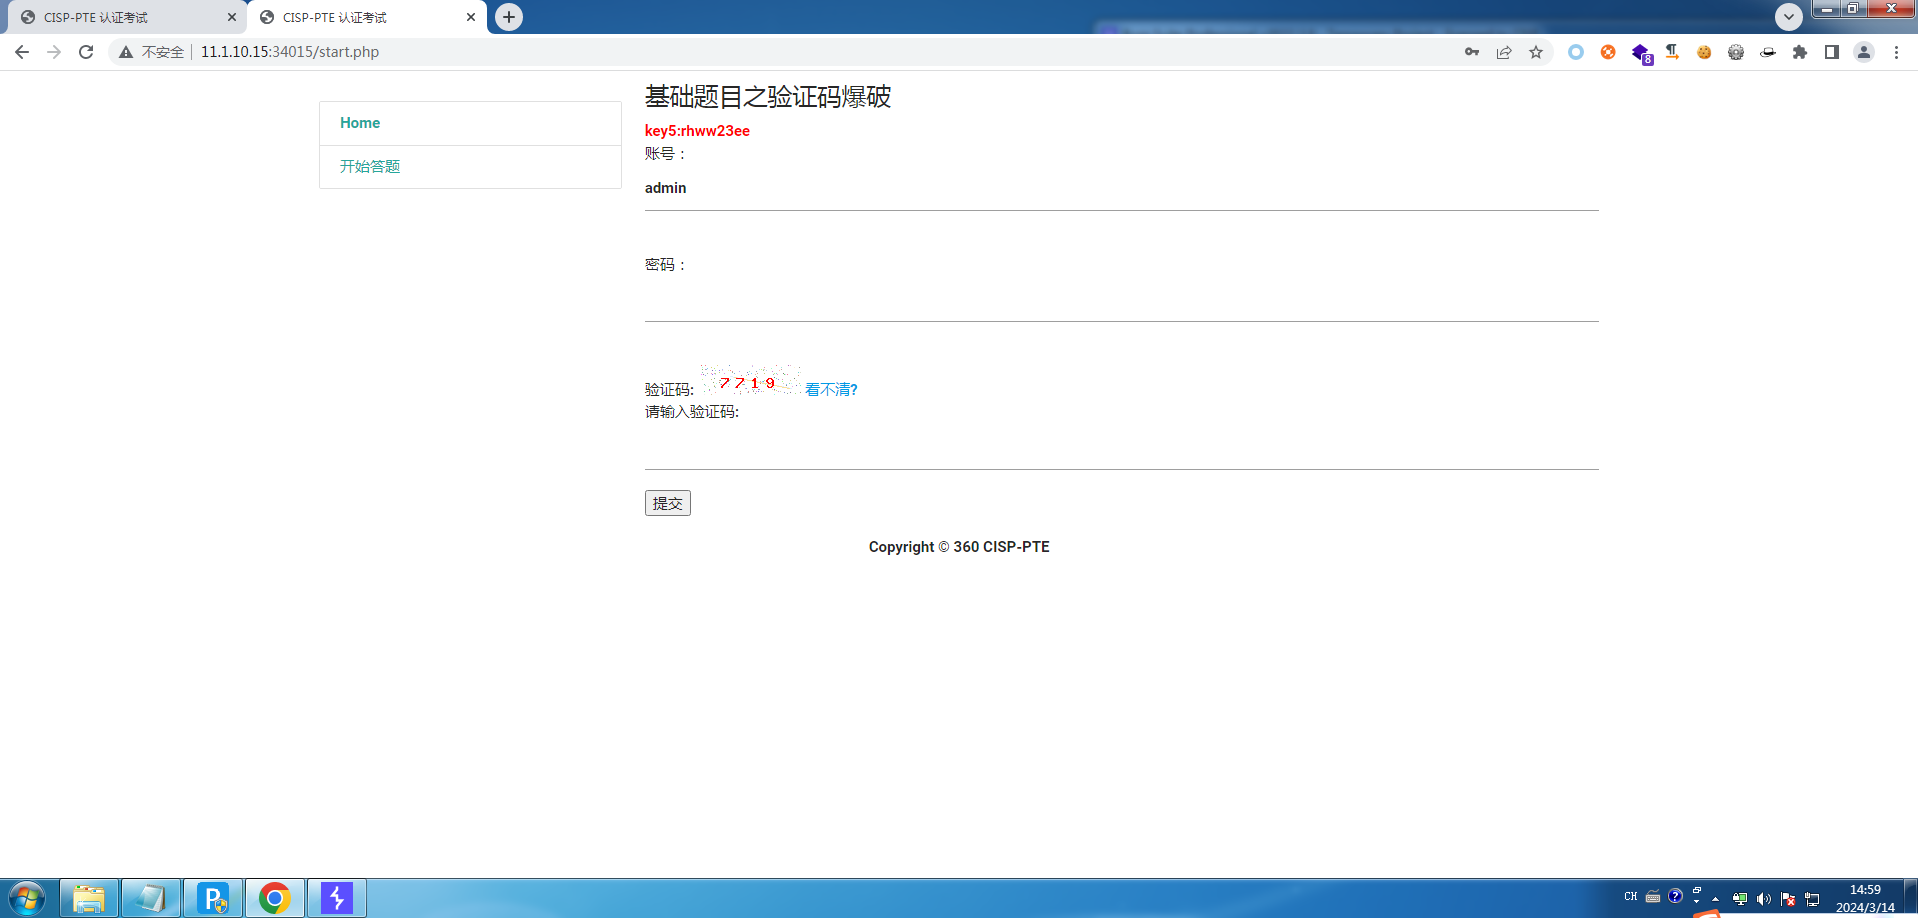 CISP-PTE 认证考试
CISP-PTE 认证考试
不安全
11.1.10.15:34015/start.php
8
Home
开始答题
基础题目之验证码爆破
key5:rhww23ee
账号：
admin
密码：
验证码:
7719
看不清?
请输入验证码:
提交
Copyright © 360 CISP-PTE
CH
14:59
2024/3/14